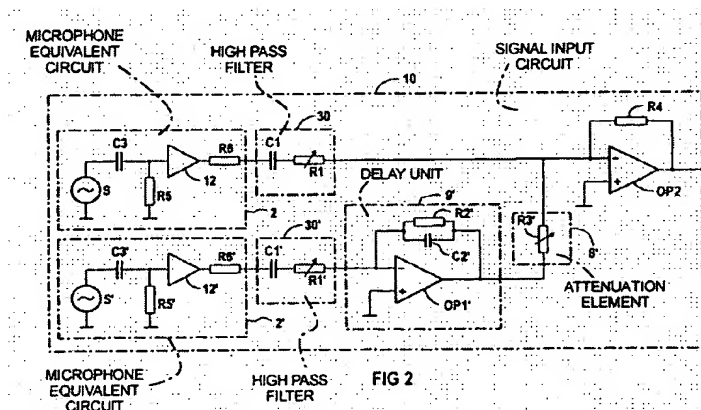 MICROPHONE
EQUIVALENT
CIRCUIT
HIGH PASS
FILTER
SIGNAL INPUT
CIRCUIT
10
30
R4
C3
12
R6
C1
R1
S
R5
2
DELAY UNIT
9'
OP2
R2'
C2'
R3'
8'
30'
C3'
12'
R6'
C1'
R1'
S'
R5'
2'
OP1'
ATTENUATION
ELEMENT
MICROPHONE
EQUIVALENT
CIRCUIT
HIGH PASS
FILTER
FIG 2